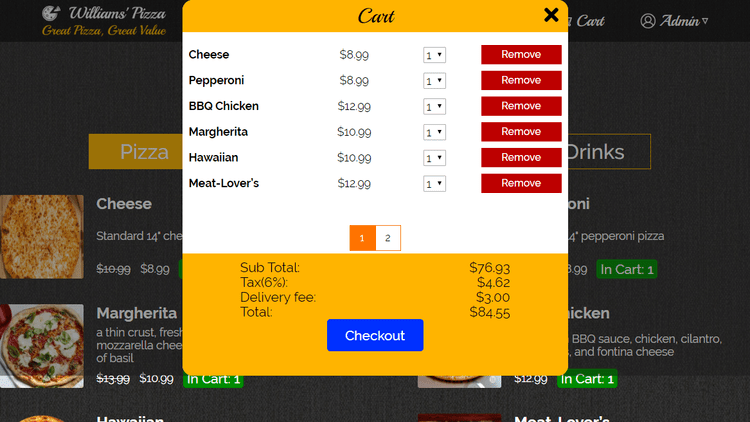 Williams' Pizza
Great Pizza, Great Value
Cart
Cart
Admin
Cheese $8.99 1 Remove
Pepperoni $8.99 1 Remove
BBQ Chicken $12.99 1 Remove
Margherita $10.99 1 Remove
Hawaiian $10.99 1 Remove
Meat-Lover's $12.99 1 Remove
1 2
Sub Total: $76.93
Tax(6%): $4.62
Delivery fee: $3.00
Total: $84.55
Checkout
Pizza
Drinks
Cheese
Standard 14" che
$10.99 $8.99
oni
14" pepperoni pizza
8.99 In Cart: 1
Margherita
a thin crust, fresh
mozzarella chee
of basil
$13.99 $10.99 In Cart: 1
hicken
BBQ sauce, chicken, cilantro,
, and fontina cheese
$12.99 In Cart: 1
Hawaiian
Meat-Lover's